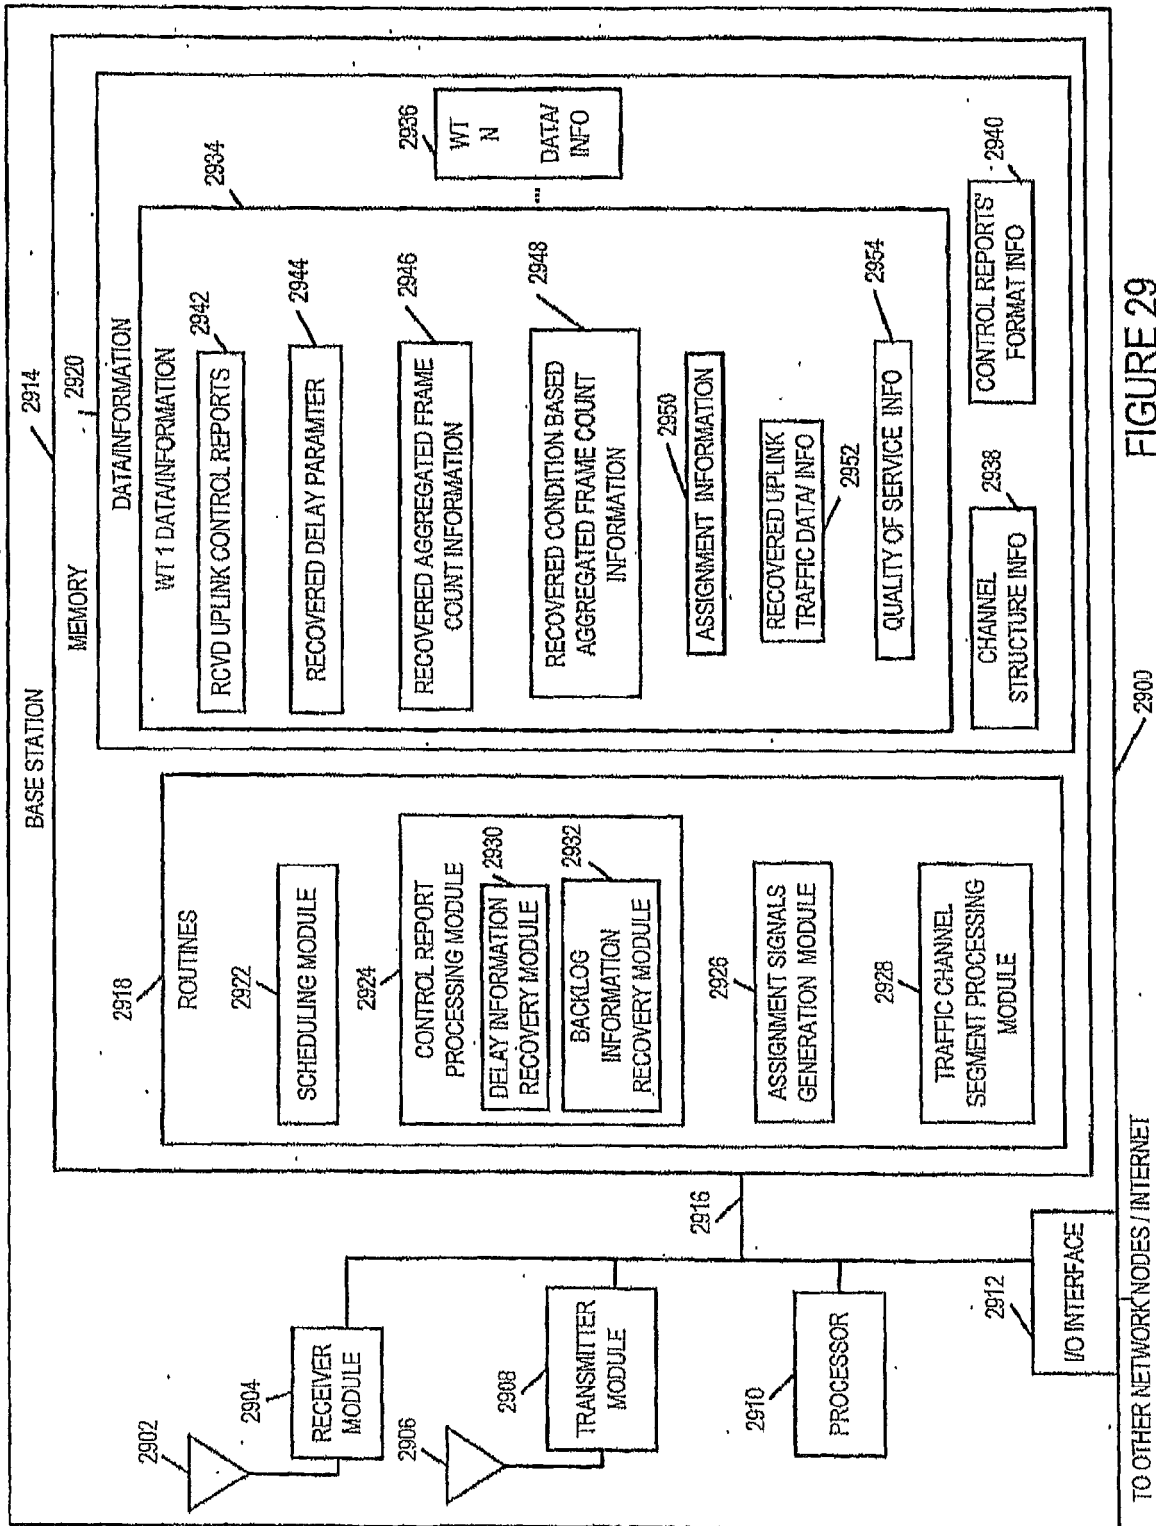 BASE STATION
2914
MEMORY
2920
2918
ROUTINES
2922
SCHEDULING MODULE
2924
CONTROL REPORT
PROCESSING MODULE
2930
DELAY INFORMATION
RECOVERY MODULE
2932
BACKLOG
INFORMATION
RECOVERY MODULE
2926
ASSIGNMENT SIGNALS
GENERATION MODULE
2928
TRAFFIC CHANNEL
SEGMENT PROCESSING
MODULE
DATA/INFORMATION
2934
WT 1 DATA/INFORMATION
2942
RCVD UPLINK CONTROL REPORTS
2944
RECOVERED DELAY PARAMTER
2946
RECOVERED AGGREGATED FRAME
COUNT INFORMATION
2948
RECOVERED CONDITION BASED
AGGREGATED FRAME COUNT
INFORMATION
2950
ASSIGNMENT INFORMATION
RECOVERED UPLINK
TRAFFIC DATA/ INFO
2952
2954
QUALITY OF SERVICE INFO
...
2936
WT
N
DATA/
INFO
2938
CHANNEL
STRUCTURE INFO
2940
CONTROL REPORTS'
FORMAT INFO
2902
2904
RECEIVER
MODULE
2906
2908
TRANSMITTER
MODULE
2910
PROCESSOR
2912
I/O INTERFACE
2916
TO OTHER NETWORK NODES / INTERNET
2900
FIGURE 29